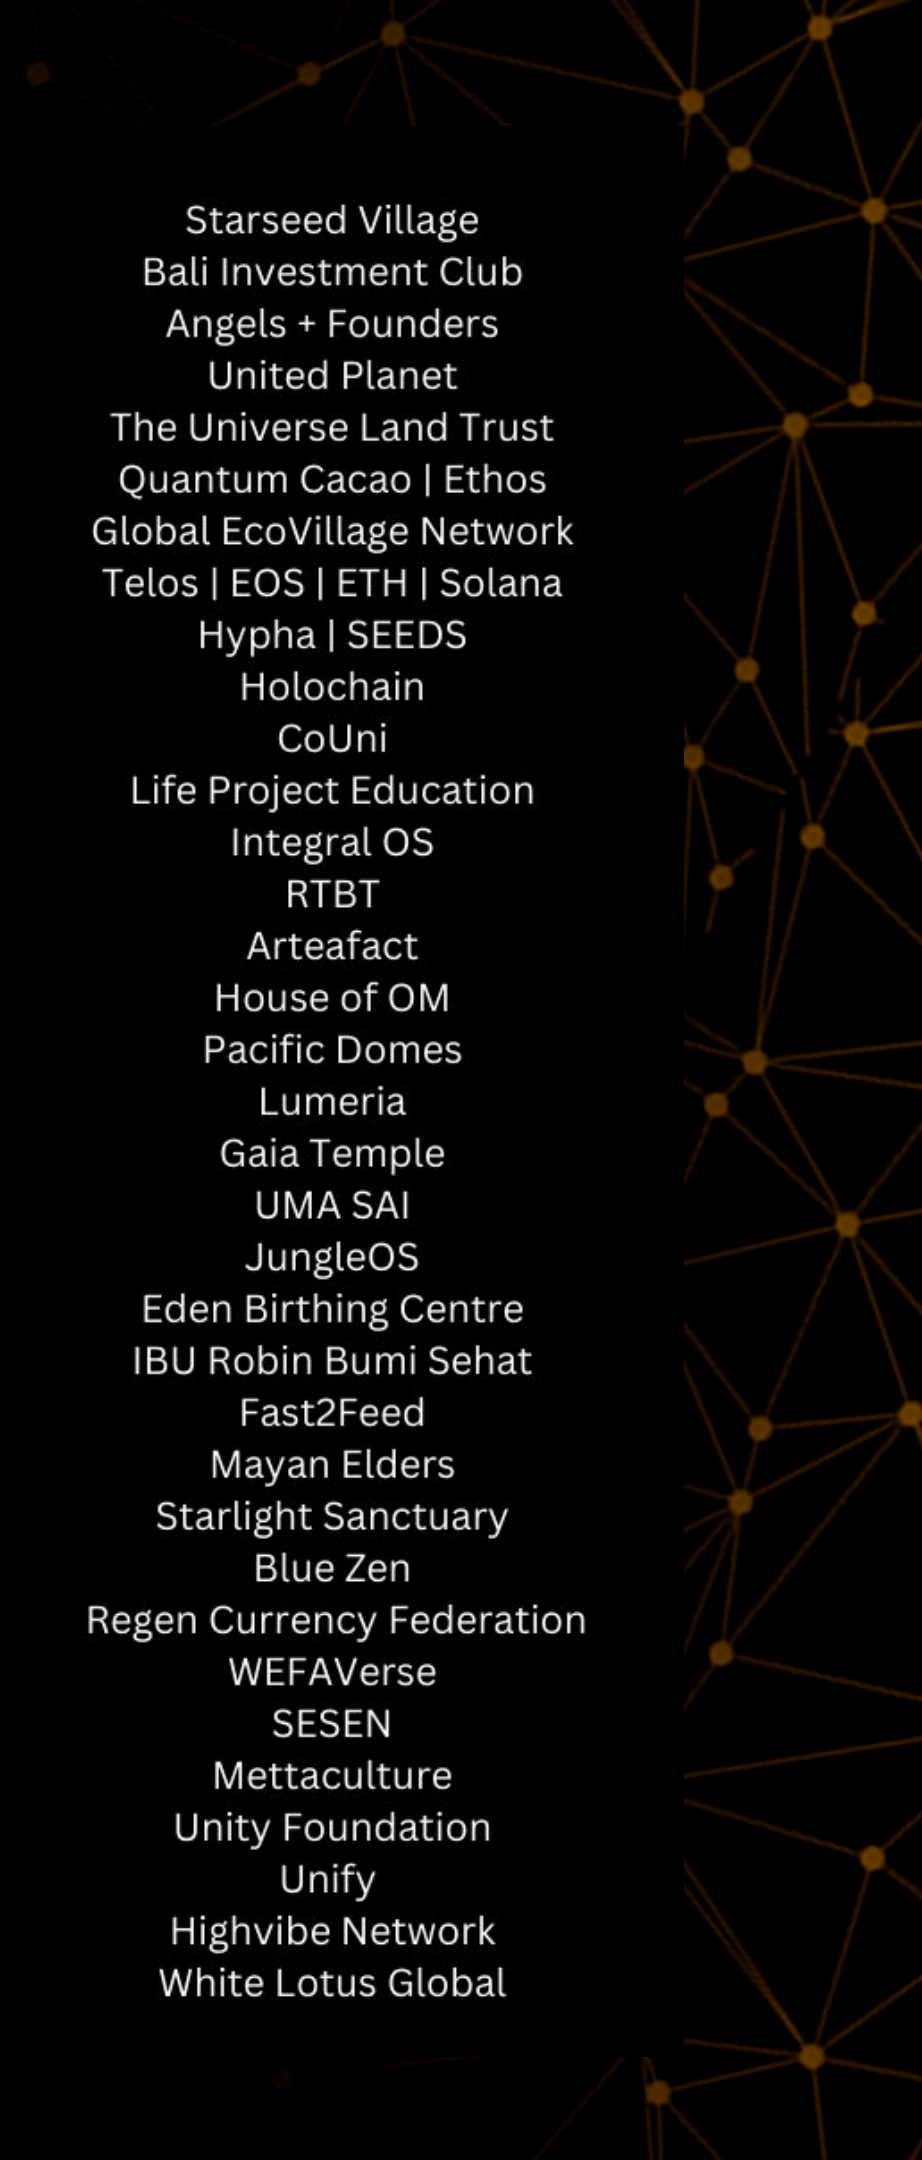 Starseed Village
Bali Investment Club
Angels + Founders
United Planet
The Universe Land Trust
Quantum Cacao | Ethos
Global EcoVillage Network
Telos | EOS | ETH | Solana
Hypha | SEEDS
Holochain
CoUni
Life Project Education
Integral OS
RTBT
Arteafact
House of OM
Pacific Domes
Lumeria
Gaia Temple
UMA SAI
JungleOS
Eden Birthing Centre
IBU Robin Bumi Sehat
Fast2Feed
Mayan Elders
Starlight Sanctuary
Blue Zen
Regen Currency Federation
WEFAVerse
SESEN
Mettaculture
Unity Foundation
Unify
Highvibe Network
White Lotus Global